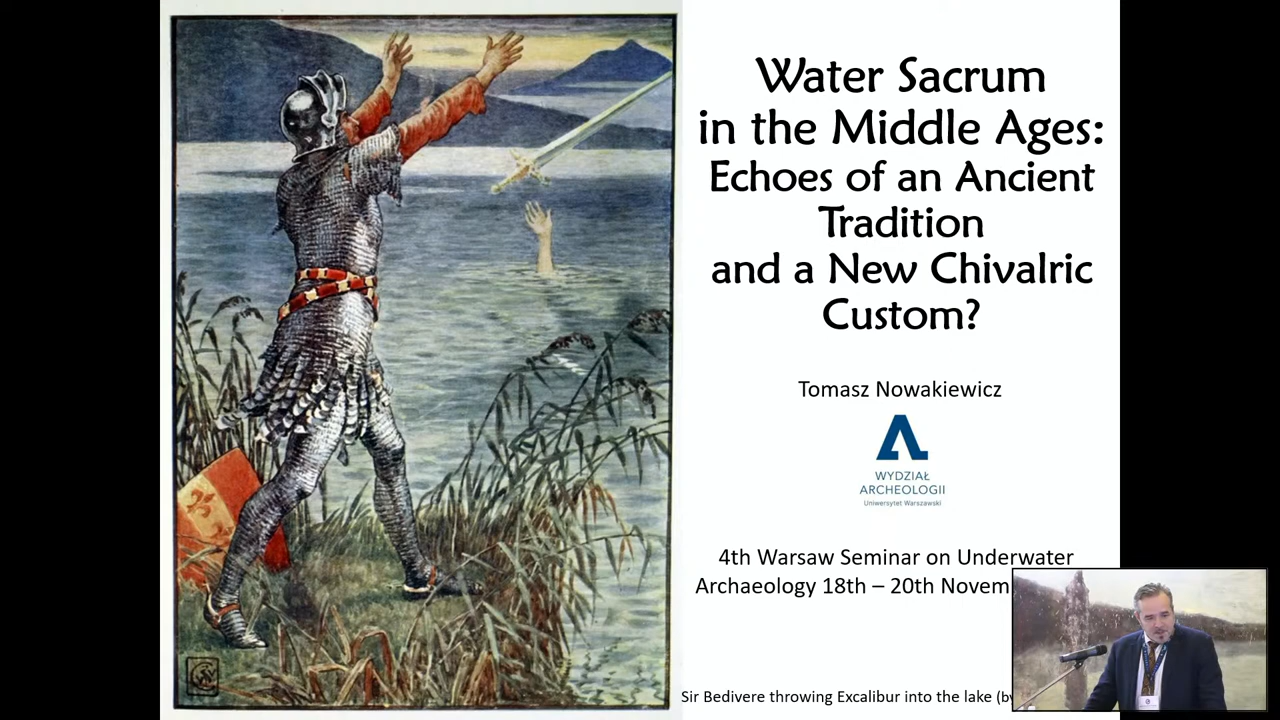 Water Sacrum
in the Middle Ages:
Echoes of an Ancient
Tradition
and a New Chivalric
Custom?
Tomasz Nowakiewicz
WYDZIAŁ
ARCHEOLOGII
Uniwersytet Warszawski
4th Warsaw Seminar on Underwater
Archaeology 18th – 20th Novem
Sir Bedivere throwing Excalibur into the lake (by